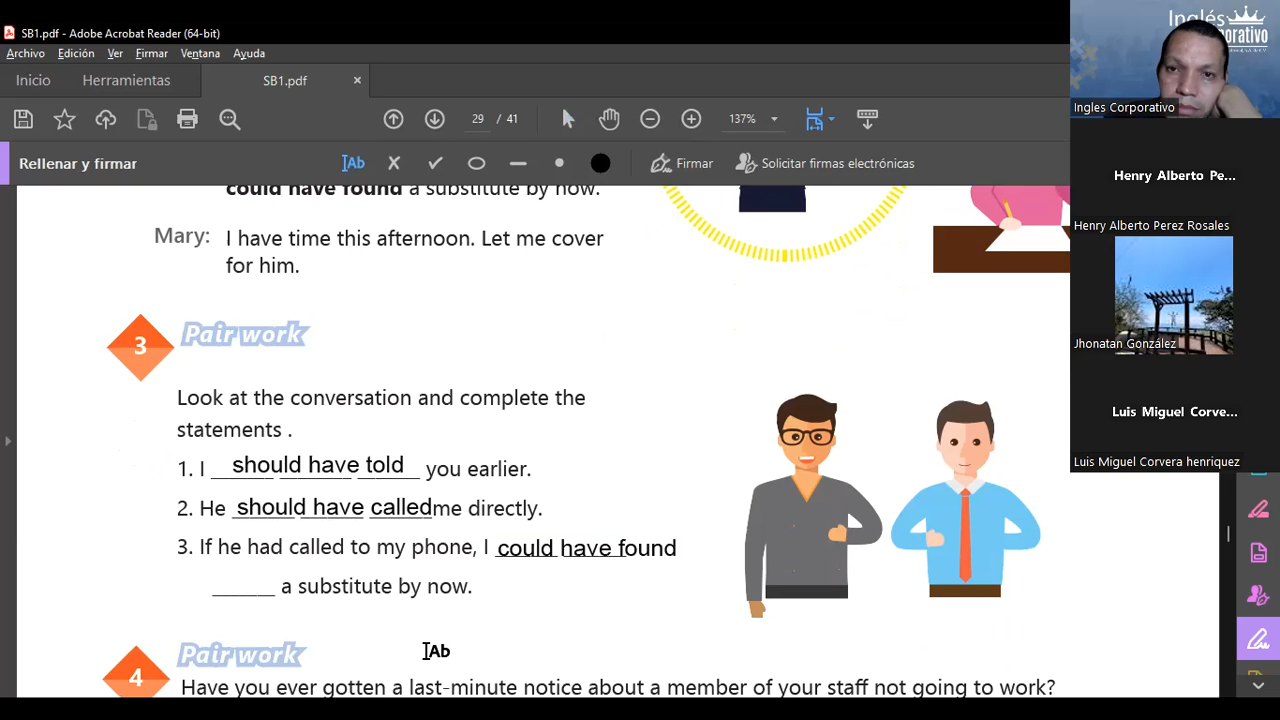 SB1.pdf - Adobe Acrobat Reader (64-bit)
Archivo Edición Ver Firmar Ventana Ayuda
Inicio Herramientas SB1.pdf ×
29 / 41 137%
Rellenar y firmar Ab Firmar Solicitar firmas electrónicas
could have found a substitute by now.
Mary: I have time this afternoon. Let me cover
for him.
3 Pair work
Look at the conversation and complete the
statements .
1. I should have told you earlier.
2. He should have called me directly.
3. If he had called to my phone, I could have found
______ a substitute by now.
4 Pair work
Ab
Have you ever gotten a last-minute notice about a member of your staff not going to work?
Inglés
Ingles Corporativo
Henry Alberto Pe...
Henry Alberto Perez Rosales
Jhonatan González
Luis Miguel Corve...
Luis Miguel Corvera henriquez